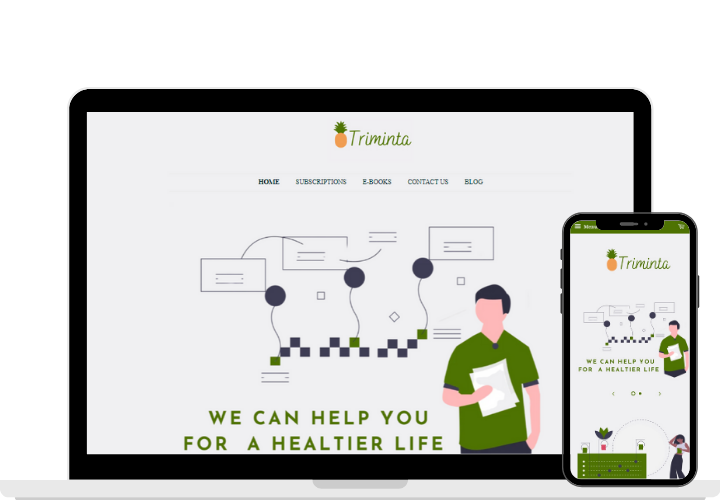 Triminta
HOME SUBSCRIPTIONS E-BOOKS CONTACT US BLOG
WE CAN HELP YOU
FOR A HEALTIER LIFE
Menu
Triminta
WE CAN HELP YOU
FOR A HEALTIER LIFE